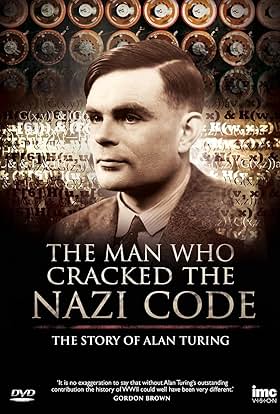 THE MAN WHO
CRACKED THE
NAZI CODE
THE STORY OF ALAN TURING
"It is no exaggeration to say that without Alan Turing's outstanding
contribution the history of WWII could well have been very different."
GORDON BROWN
DVD
imc
VISION